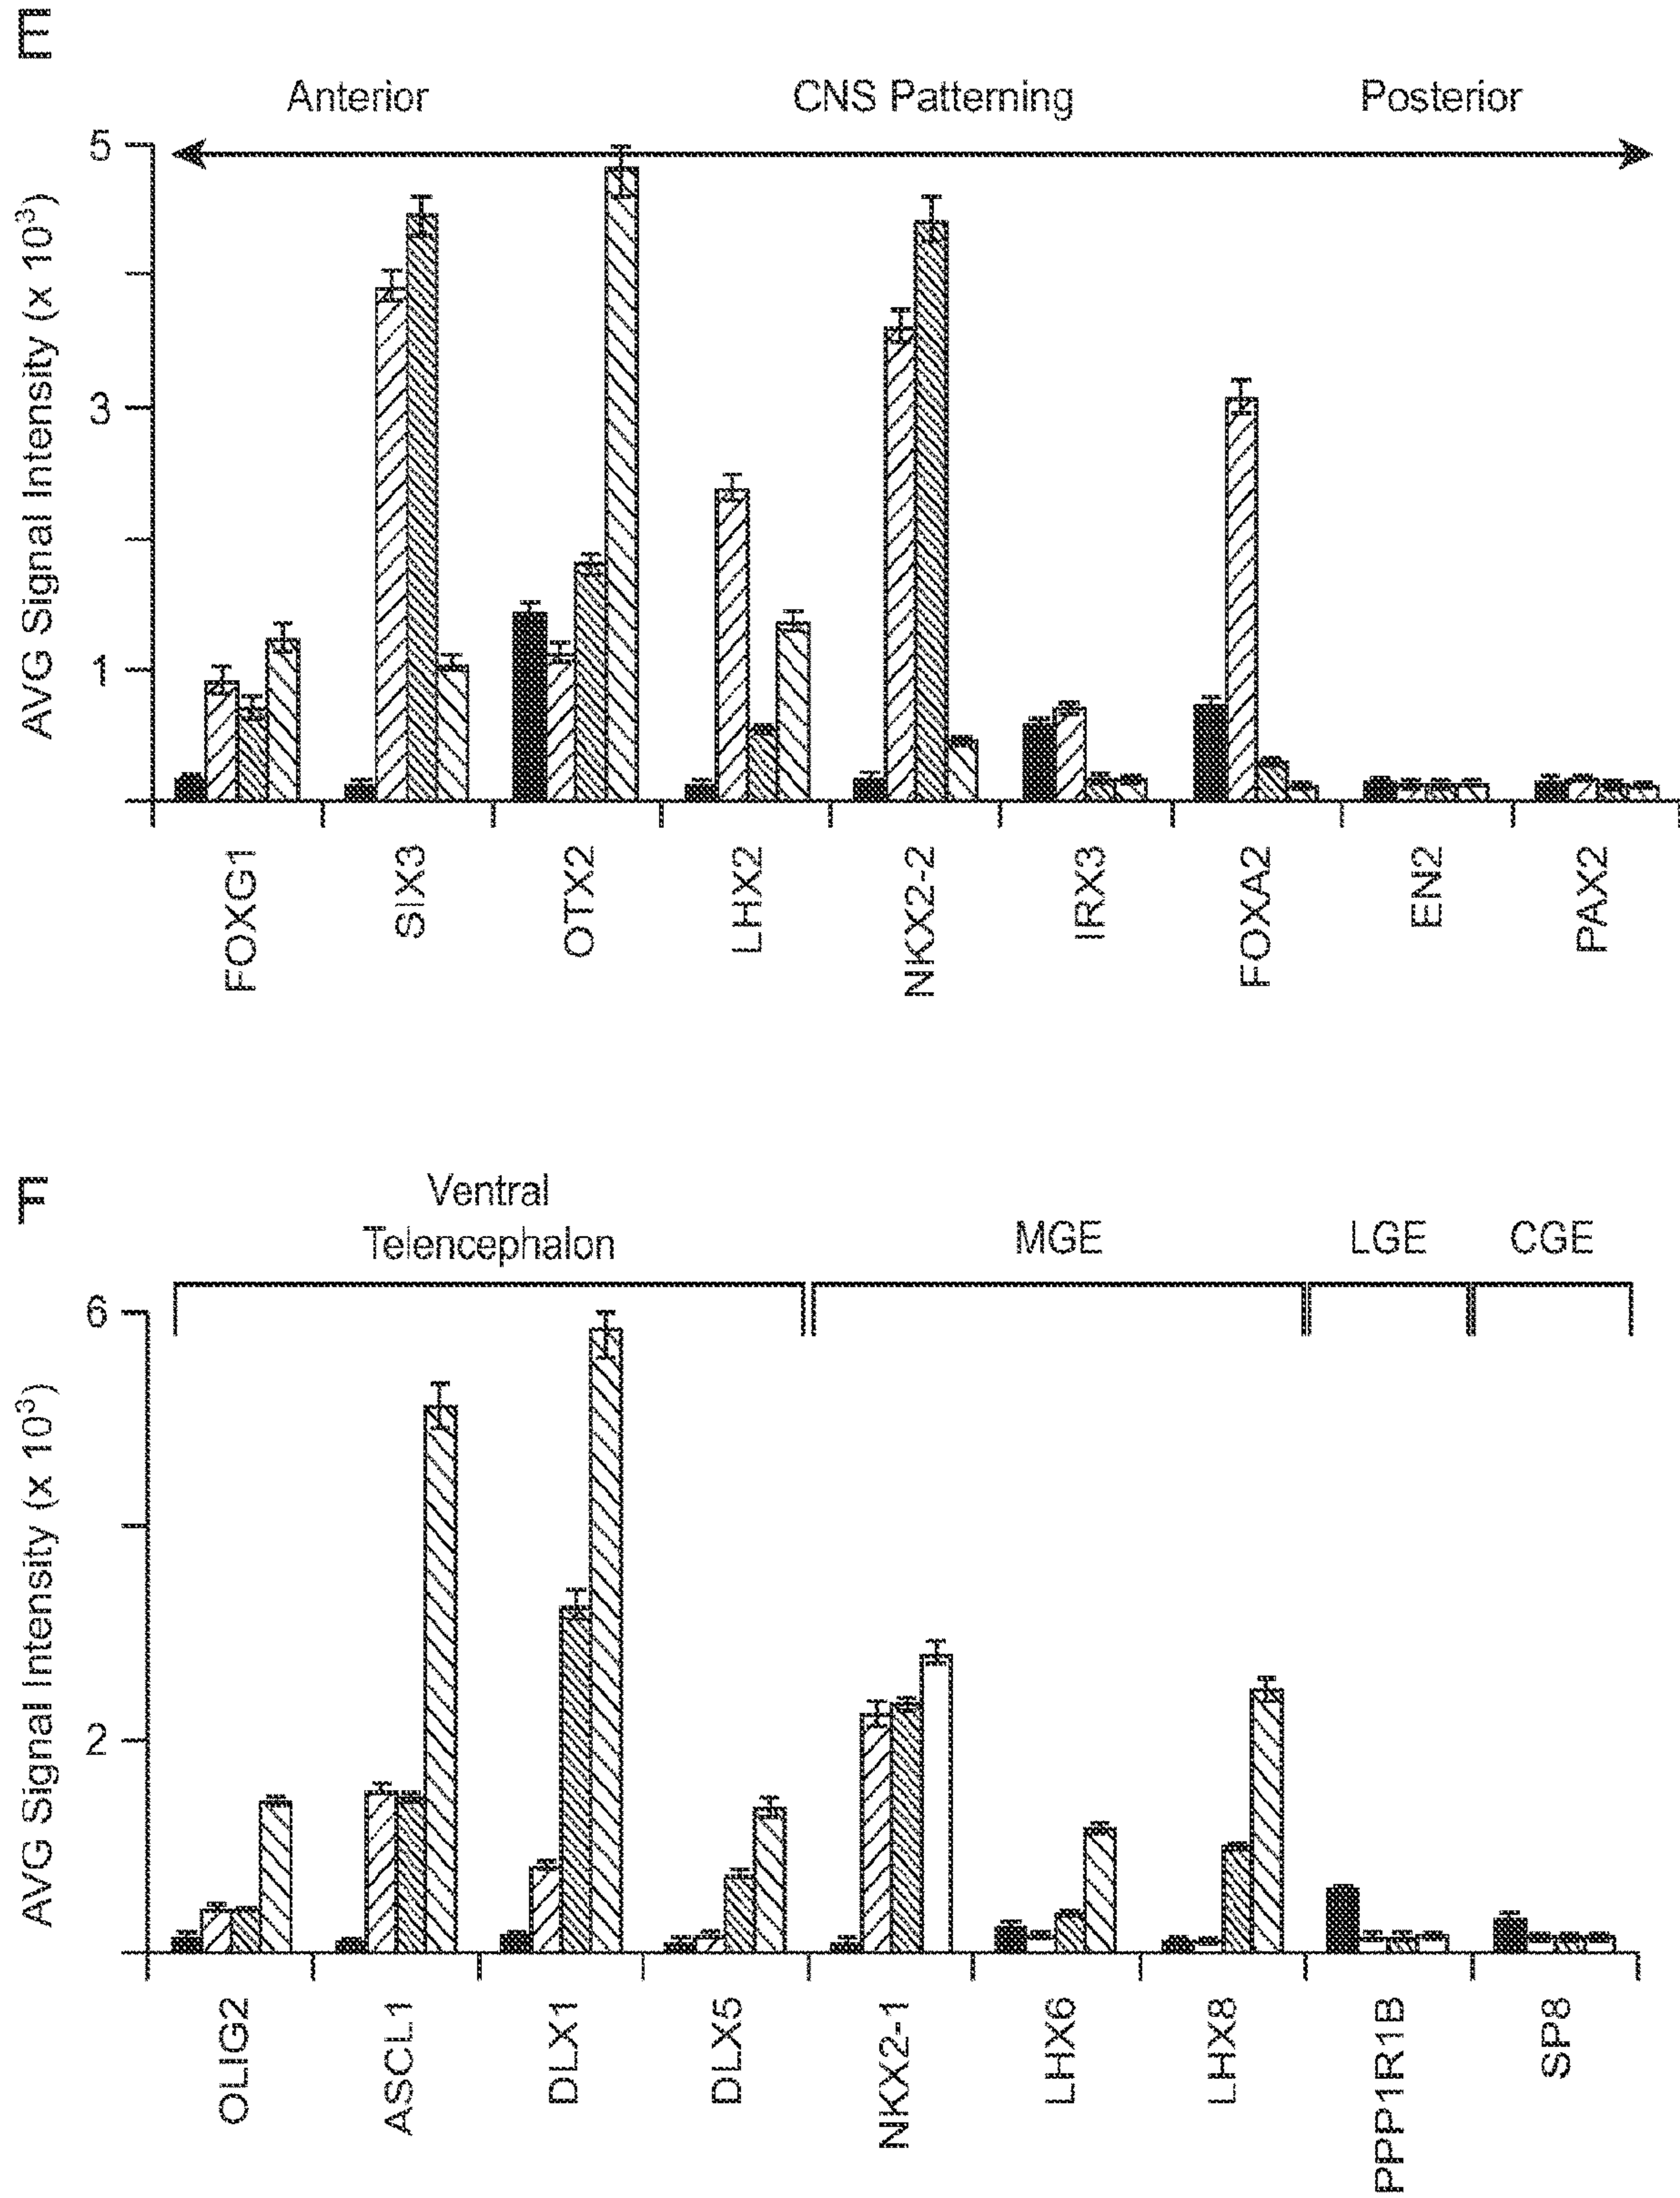 E
Anterior CNS Patterning Posterior
AVG Signal Intensity (x 10³)
5
3
1
FOXG1 SIX3 OTX2 LHX2 NKX2-2 IRX3 FOXA2 EN2 PAX2
F
Ventral
Telencephalon MGE LGE CGE
AVG Signal Intensity (x 10³)
6
2
OLIG2 ASCL1 DLX1 DLX5 NKX2-1 LHX6 LHX8 PPP1R1B SP8